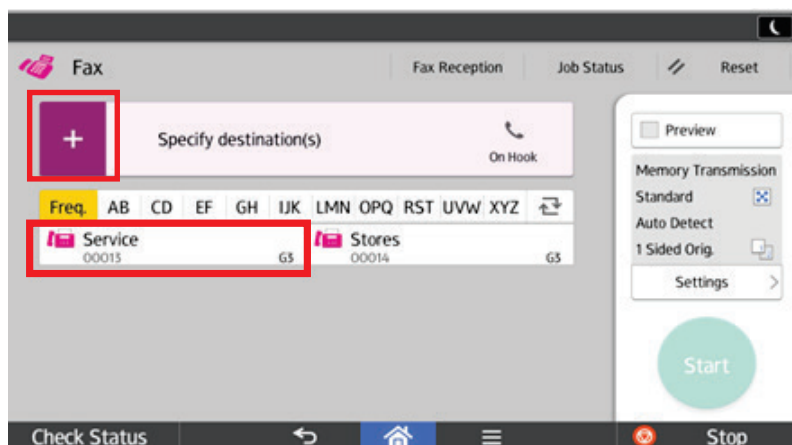 Fax
Fax Reception
Job Status
Reset
+
Specify destination(s)
On Hook
Preview
Memory Transmission
Standard
Auto Detect
1 Sided Orig.
Settings >
Freq. AB CD EF GH IJK LMN OPQ RST UVW XYZ
Service
00013 G3
Stores
00014 G3
Start
Check Status
Stop